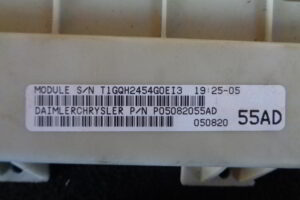 MODULE S/N T1GQH2454G0EI3 19:25-05
DAIMLERCHRYSLER P/N P05082055AD
050820 55AD